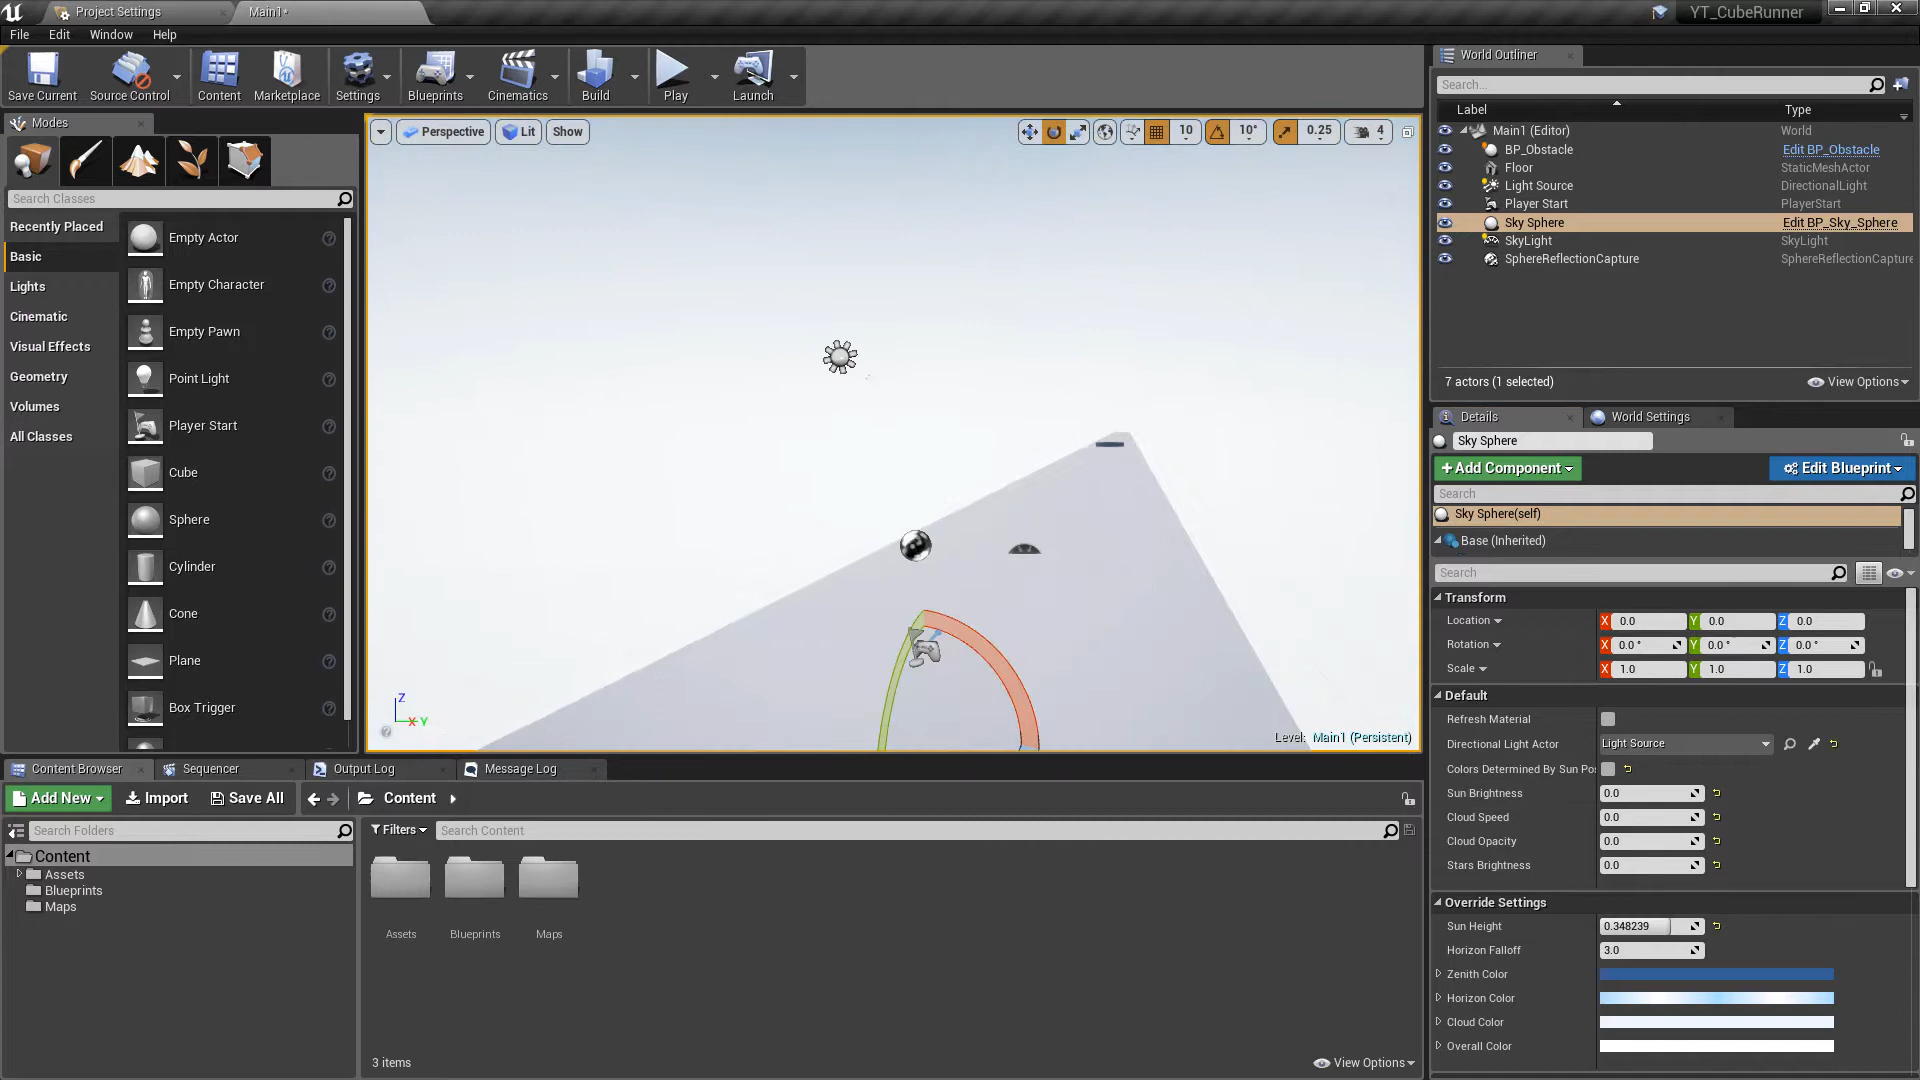 Project Settings
Main1*
YT_CubeRunner
File Edit Window Help
Save Current
Source Control
Content
Marketplace
Settings
Blueprints
Cinematics
Build
Play
Launch
Modes
Search Classes
Recently Placed
Basic
Lights
Cinematic
Visual Effects
Geometry
Volumes
All Classes
Empty Actor
Empty Character
Empty Pawn
Point Light
Player Start
Cube
Sphere
Cylinder
Cone
Plane
Box Trigger
Perspective Lit Show
10 10° 0.25 4
Z
X Y
Level: Main1 (Persistent)
World Outliner
Search...
Label Type
Main1 (Editor) World
BP_Obstacle Edit BP_Obstacle
Floor StaticMeshActor
Light Source DirectionalLight
Player Start PlayerStart
Sky Sphere Edit BP_Sky_Sphere
SkyLight SkyLight
SphereReflectionCapture SphereReflectionCapture
7 actors (1 selected) View Options
Details World Settings
Sky Sphere
+Add Component Edit Blueprint
Search
Sky Sphere(self)
Base (Inherited)
Search
Transform
Location X 0.0 Y 0.0 Z 0.0
Rotation X 0.0 ° Y 0.0 ° Z 0.0 °
Scale X 1.0 Y 1.0 Z 1.0
Default
Refresh Material
Directional Light Actor Light Source
Colors Determined By Sun Pos
Sun Brightness 0.0
Cloud Speed 0.0
Cloud Opacity 0.0
Stars Brightness 0.0
Override Settings
Sun Height 0.348239
Horizon Falloff 3.0
Zenith Color
Horizon Color
Cloud Color
Overall Color
Content Browser Sequencer Output Log Message Log
Add New Import Save All Content
Search Folders
Content
Assets
Blueprints
Maps
Filters Search Content
Assets Blueprints Maps
3 items View Options